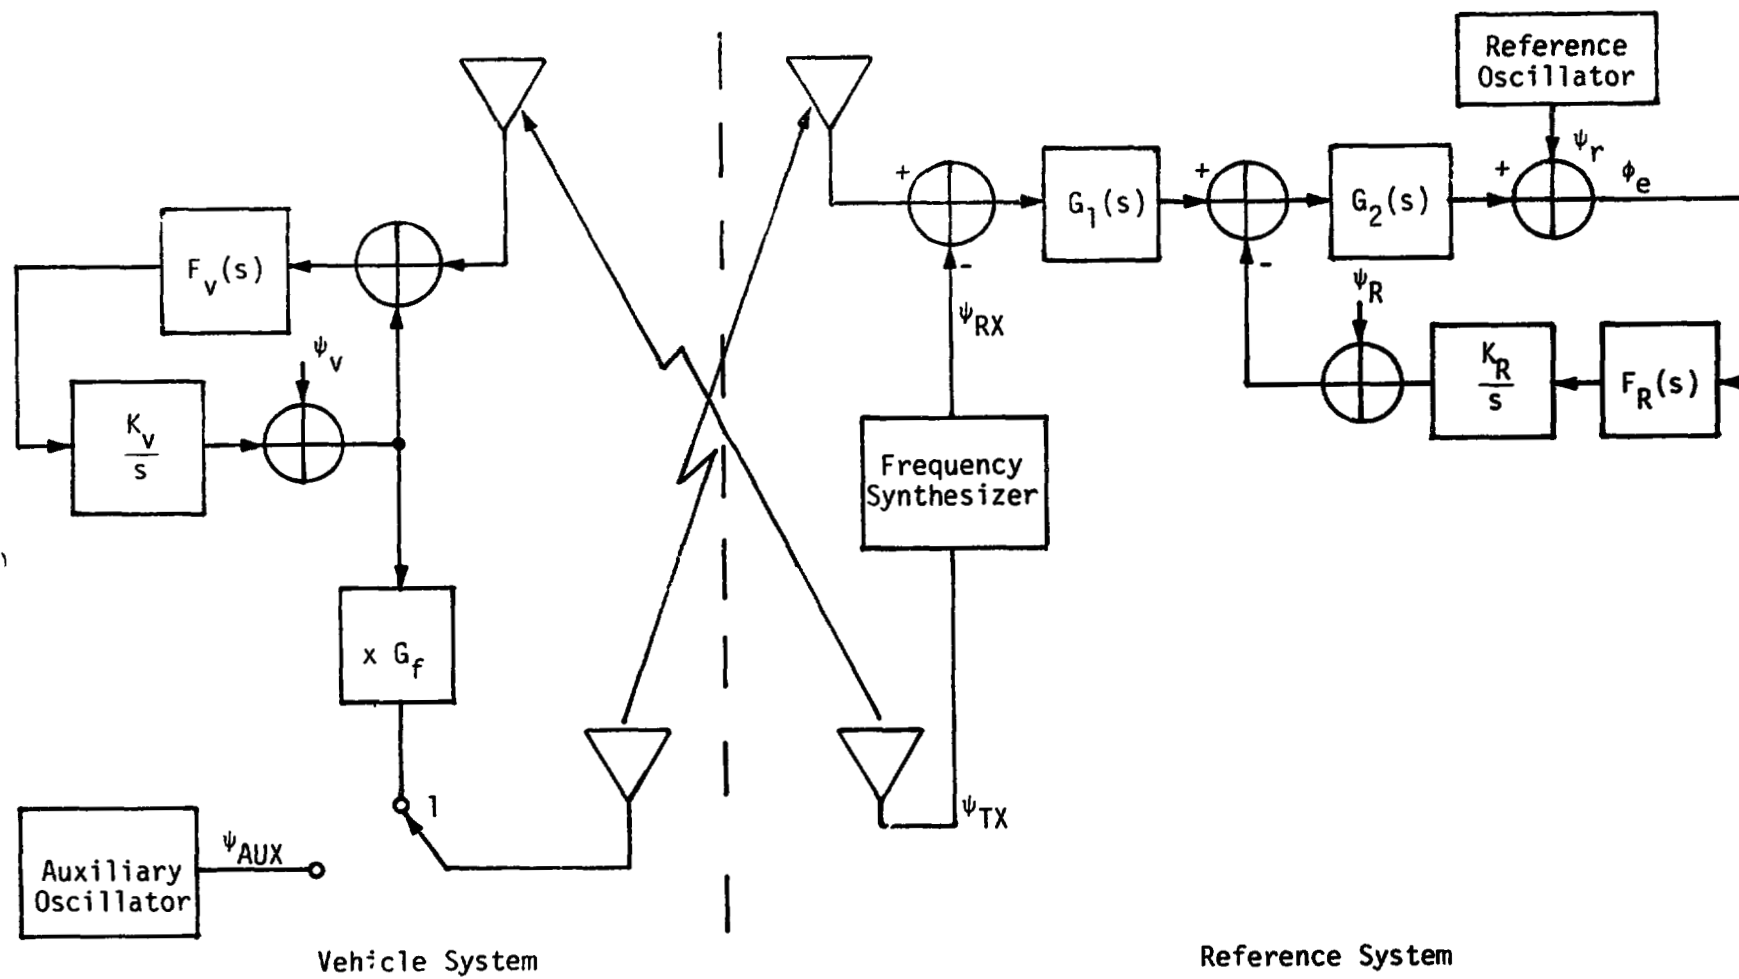 Reference
Oscillator
ψr
ϕe
+
+
+
G1(s)
G2(s)
Fv(s)
-
-
ψR
ψRX
ψv
KR
s
FR(s)
Kv
s
Frequency
Synthesizer
x Gf
1
ψTX
ψAUX
Auxiliary
Oscillator
Vehicle System
Reference System